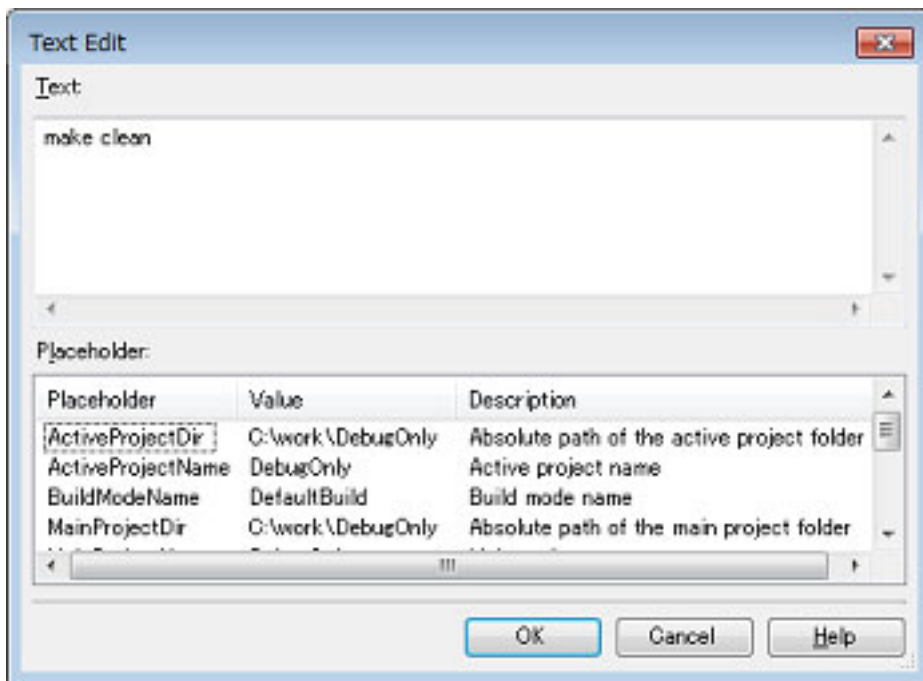 Text Edit
Text:
make clean
Placeholder:
Placeholder Value Description
ActiveProjectDir C:\work\DebugOnly Absolute path of the active project folder
ActiveProjectName DebugOnly Active project name
BuildModeName DefaultBuild Build mode name
MainProjectDir C:\work\DebugOnly Absolute path of the main project folder
OK Cancel Help